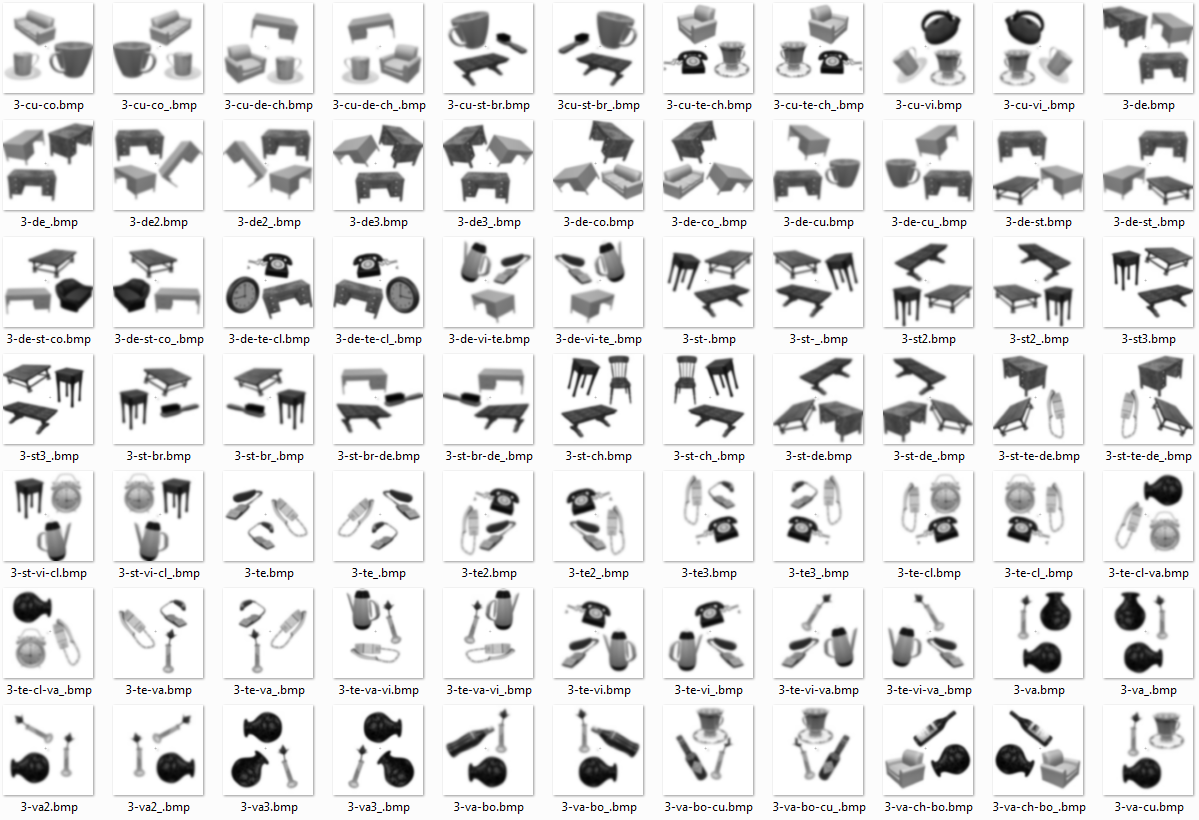 3-cu-co.bmp 3-cu-co_.bmp 3-cu-de-ch.bmp 3-cu-de-ch_.bmp 3-cu-st-br.bmp 3cu-st-br_.bmp 3-cu-te-ch.bmp 3-cu-te-ch_.bmp 3-cu-vi.bmp 3-cu-vi_.bmp 3-de.bmp
3-de_.bmp 3-de2.bmp 3-de2_.bmp 3-de3.bmp 3-de3_.bmp 3-de-co.bmp 3-de-co_.bmp 3-de-cu.bmp 3-de-cu_.bmp 3-de-st.bmp 3-de-st_.bmp
3-de-st-co.bmp 3-de-st-co_.bmp 3-de-te-cl.bmp 3-de-te-cl_.bmp 3-de-vi-te.bmp 3-de-vi-te_.bmp 3-st-.bmp 3-st-_.bmp 3-st2.bmp 3-st2_.bmp 3-st3.bmp
3-st3_.bmp 3-st-br.bmp 3-st-br_.bmp 3-st-br-de.bmp 3-st-br-de_.bmp 3-st-ch.bmp 3-st-ch_.bmp 3-st-de.bmp 3-st-de_.bmp 3-st-te-de.bmp 3-st-te-de_.bmp
3-st-vi-cl.bmp 3-st-vi-cl_.bmp 3-te.bmp 3-te_.bmp 3-te2.bmp 3-te2_.bmp 3-te3.bmp 3-te3_.bmp 3-te-cl.bmp 3-te-cl_.bmp 3-te-cl-va.bmp
3-te-cl-va_.bmp 3-te-va.bmp 3-te-va_.bmp 3-te-va-vi.bmp 3-te-va-vi_.bmp 3-te-vi.bmp 3-te-vi_.bmp 3-te-vi-va.bmp 3-te-vi-va_.bmp 3-va.bmp 3-va_.bmp
3-va2.bmp 3-va2_.bmp 3-va3.bmp 3-va3_.bmp 3-va-bo.bmp 3-va-bo_.bmp 3-va-bo-cu.bmp 3-va-bo-cu_.bmp 3-va-ch-bo.bmp 3-va-ch-bo_.bmp 3-va-cu.bmp